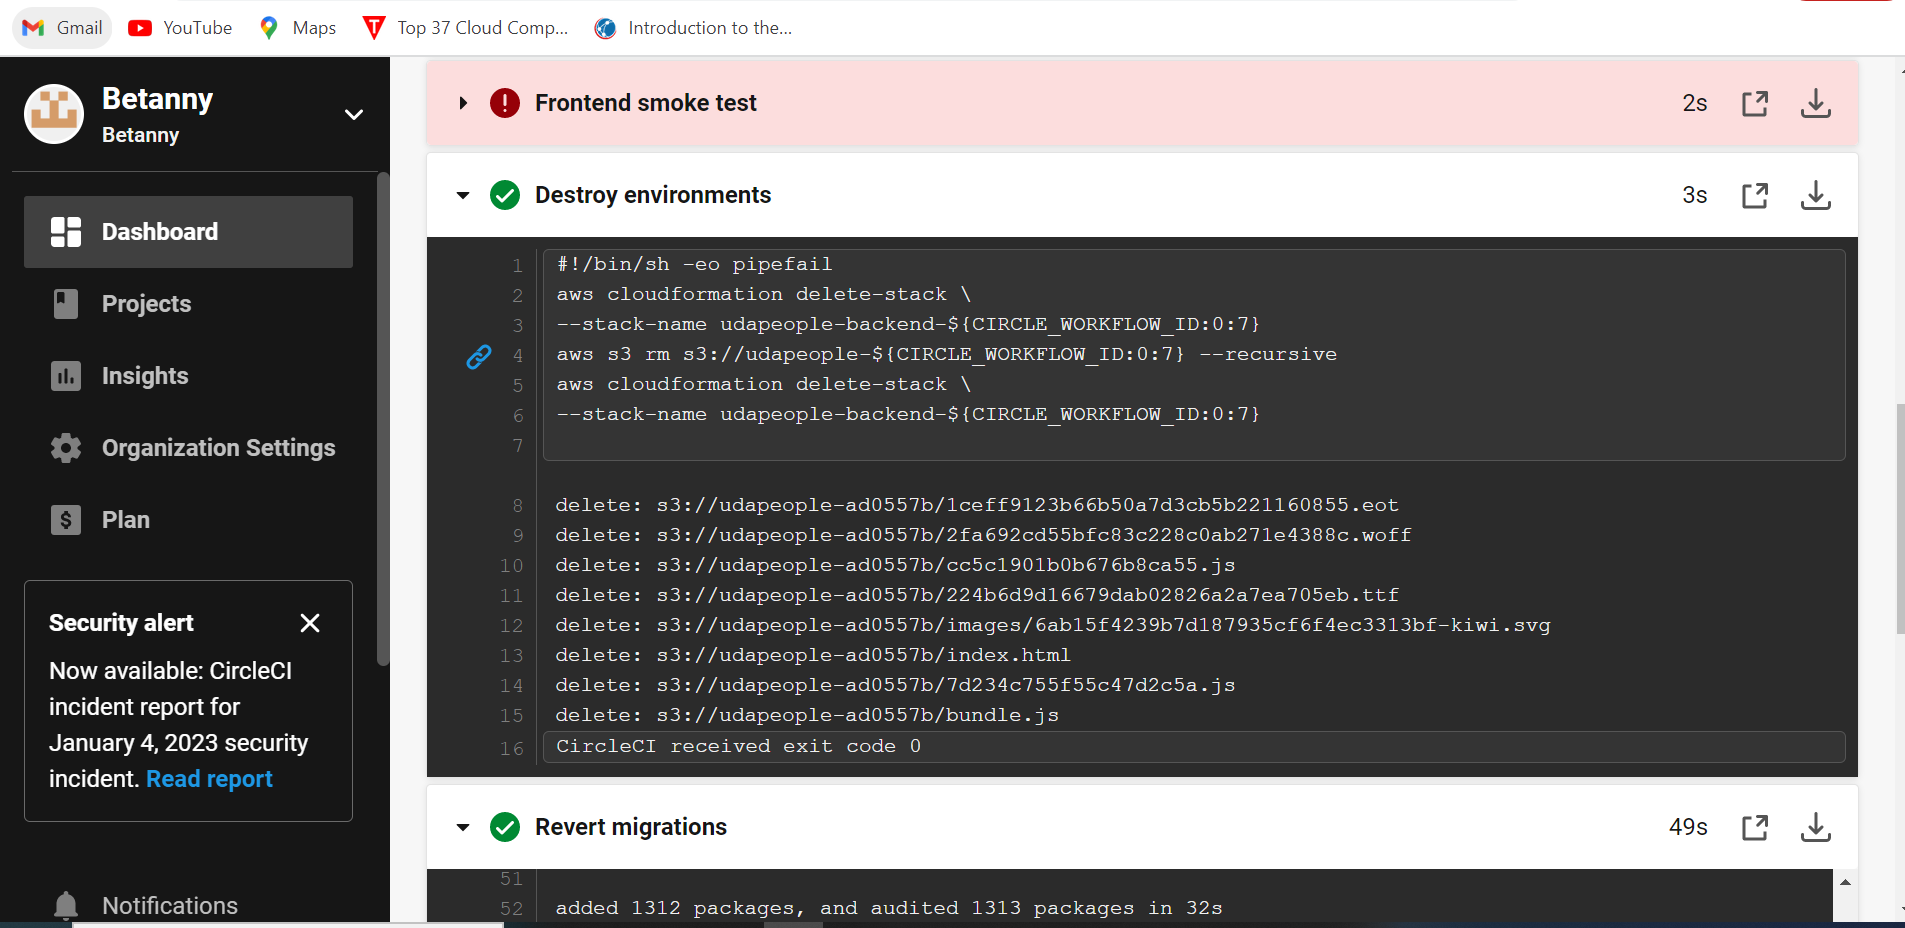 Gmail
YouTube
Maps
Top 37 Cloud Comp...
Introduction to the...
Betanny
Betanny
Dashboard
Projects
Insights
Organization Settings
Plan
Security alert
Now available: CircleCI
incident report for
January 4, 2023 security
incident. Read report
Notifications
Frontend smoke test
2s
Destroy environments
3s
1 #!/bin/sh -eo pipefail
2 aws cloudformation delete-stack \
3 --stack-name udapeople-backend-${CIRCLE_WORKFLOW_ID:0:7}
4 aws s3 rm s3://udapeople-${CIRCLE_WORKFLOW_ID:0:7} --recursive
5 aws cloudformation delete-stack \
6 --stack-name udapeople-backend-${CIRCLE_WORKFLOW_ID:0:7}
7
8 delete: s3://udapeople-ad0557b/1ceff9123b66b50a7d3cb5b221160855.eot
9 delete: s3://udapeople-ad0557b/2fa692cd55bfc83c228c0ab271e4388c.woff
10 delete: s3://udapeople-ad0557b/cc5c1901b0b676b8ca55.js
11 delete: s3://udapeople-ad0557b/224b6d9d16679dab02826a2a7ea705eb.ttf
12 delete: s3://udapeople-ad0557b/images/6ab15f4239b7d187935cf6f4ec3313bf-kiwi.svg
13 delete: s3://udapeople-ad0557b/index.html
14 delete: s3://udapeople-ad0557b/7d234c755f55c47d2c5a.js
15 delete: s3://udapeople-ad0557b/bundle.js
16 CircleCI received exit code 0
Revert migrations
49s
51
52 added 1312 packages, and audited 1313 packages in 32s